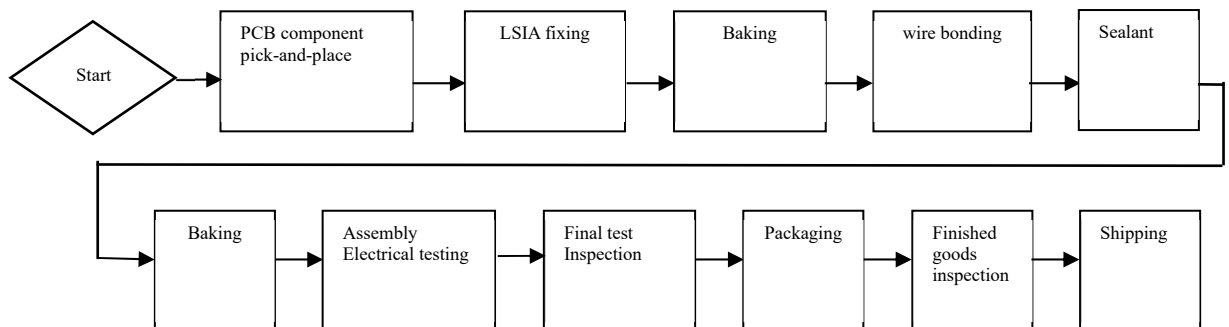 Start
PCB component
pick-and-place
LSIA fixing
Baking
wire bonding
Sealant
Baking
Assembly
Electrical testing
Final test
Inspection
Packaging
Finished
goods
inspection
Shipping